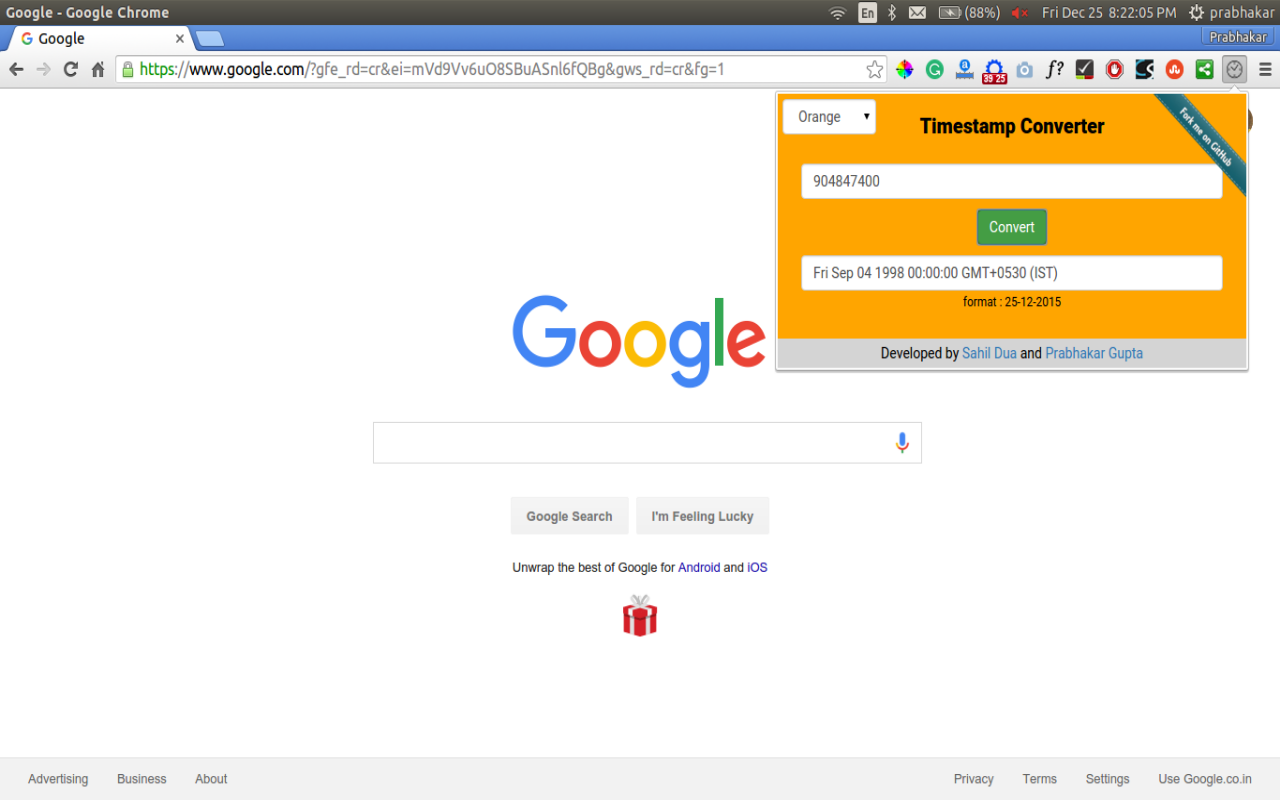 Google - Google Chrome
En (88%) Fri Dec 25 8:22:05 PM prabhakar
Google
Prabhakar
https://www.google.com/?gfe_rd=cr&ei=mVd9Vv6uO8SBuASnl6fQBg&gws_rd=cr&fg=1
39 25
f?
Orange
Timestamp Converter
Fork me on GitHub
904847400
Convert
Fri Sep 04 1998 00:00:00 GMT+0530 (IST)
format : 25-12-2015
Developed by Sahil Dua and Prabhakar Gupta
Google
Google Search
I'm Feeling Lucky
Unwrap the best of Google for Android and iOS
Advertising Business About Privacy Terms Settings Use Google.co.in